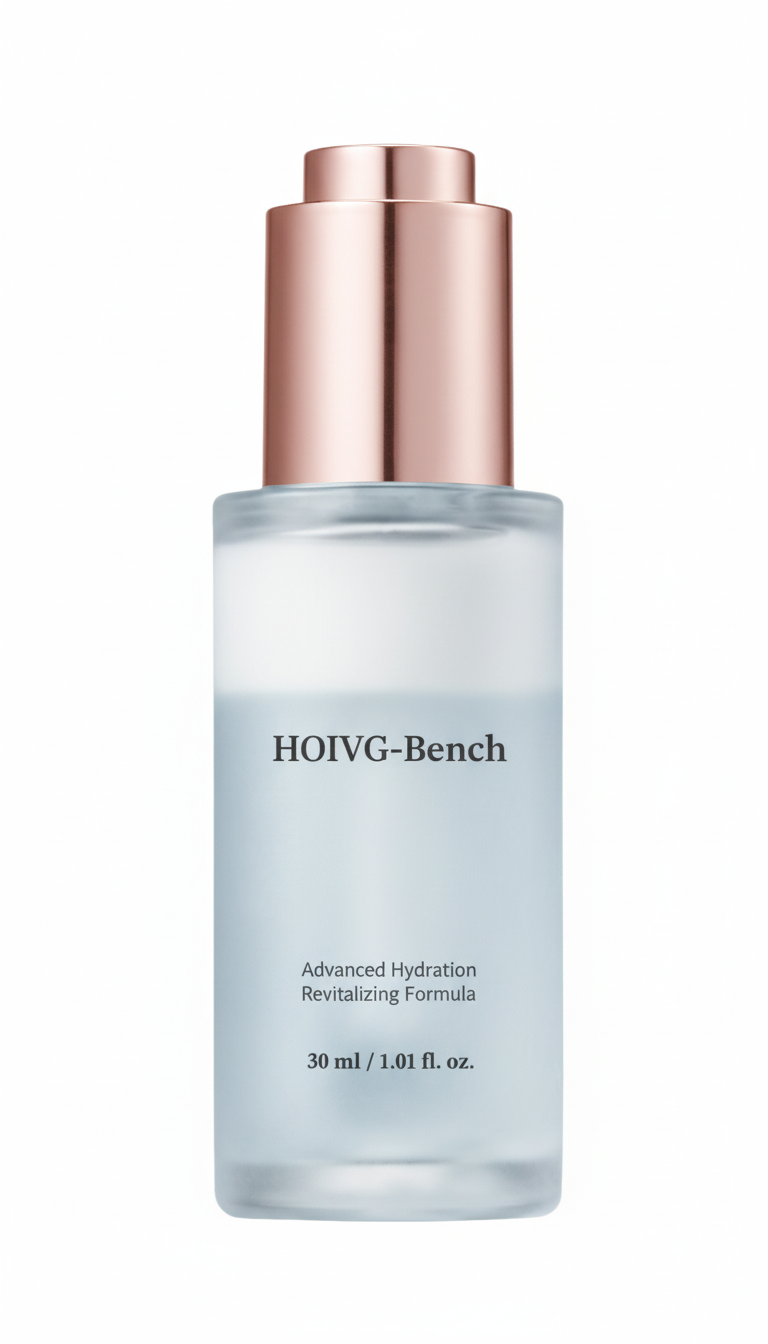 HOIVG-Bench
Advanced Hydration
Revitalizing Formula
30 ml / 1.01 fl. oz.